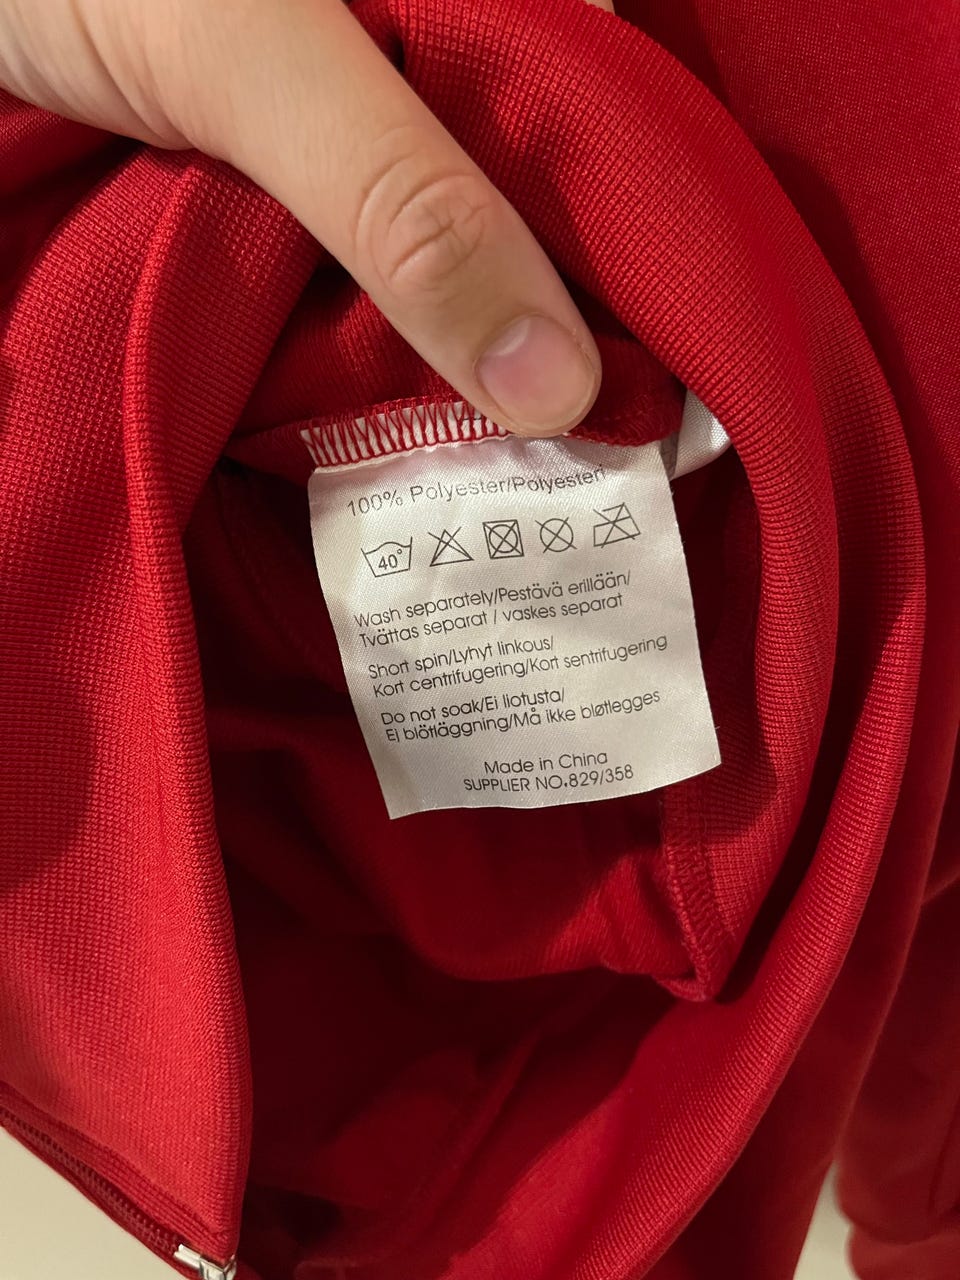 100% Polyester/Polyesteri
40°
Wash separately/Pestävä erillään/
Tvättas separat / vaskes separat
Short spin/Lyhyt linkous/
Kort centrifugering/Kort sentrifugering
Do not soak/Ei liotusta/
Ej blötläggning/Må ikke bløtlegges
Made in China
SUPPLIER NO.829/358